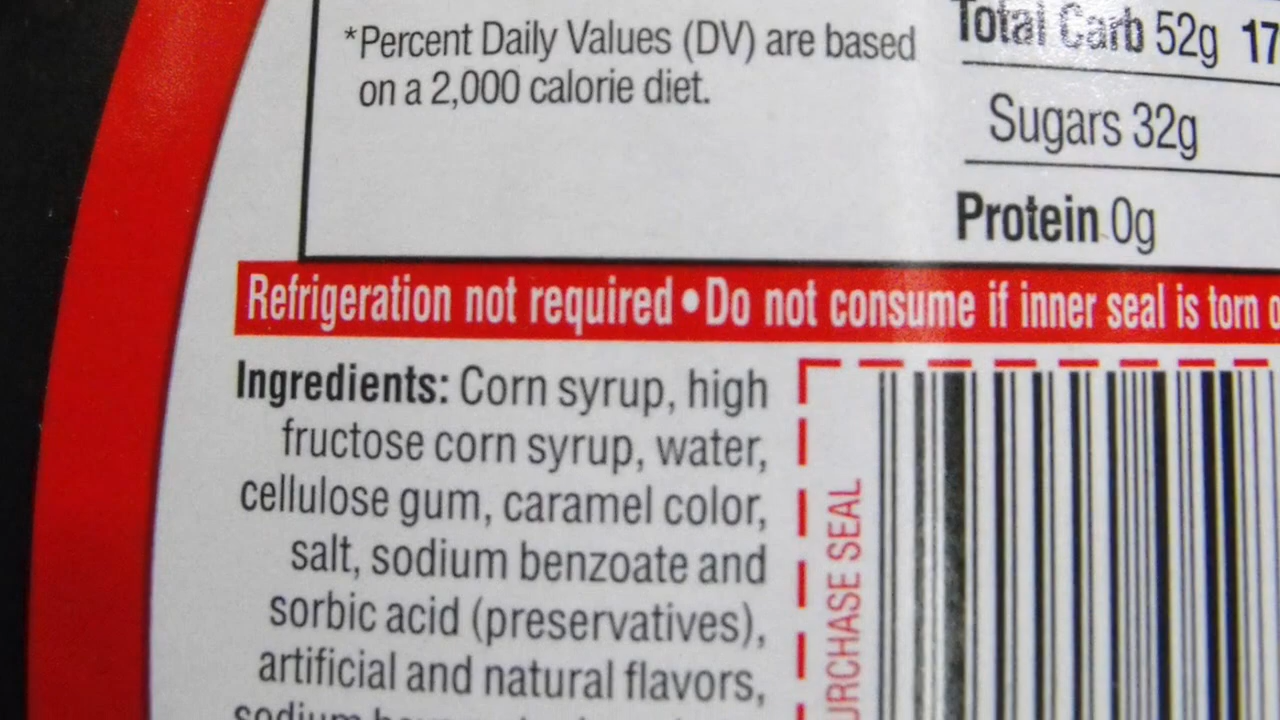 *Percent Daily Values (DV) are based
on a 2,000 calorie diet.
Total Carb 52g 17
Sugars 32g
Protein 0g
Refrigeration not required • Do not consume if inner seal is torn
Ingredients: Corn syrup, high
fructose corn syrup, water,
cellulose gum, caramel color,
salt, sodium benzoate and
sorbic acid (preservatives),
artificial and natural flavors,
sodium
SEAL